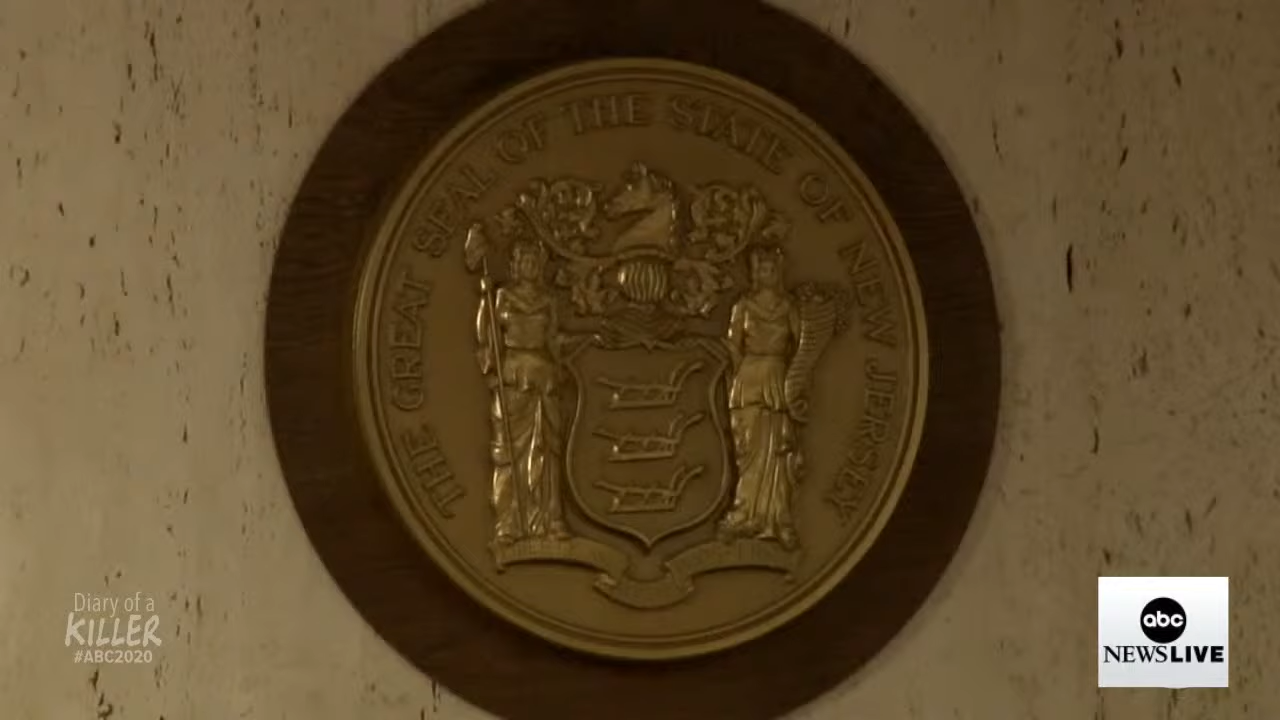 THE GREAT SEAL OF THE STATE OF NEW JERSEY
Diary of a
KILLER
#ABC2020
abc
NEWSLIVE